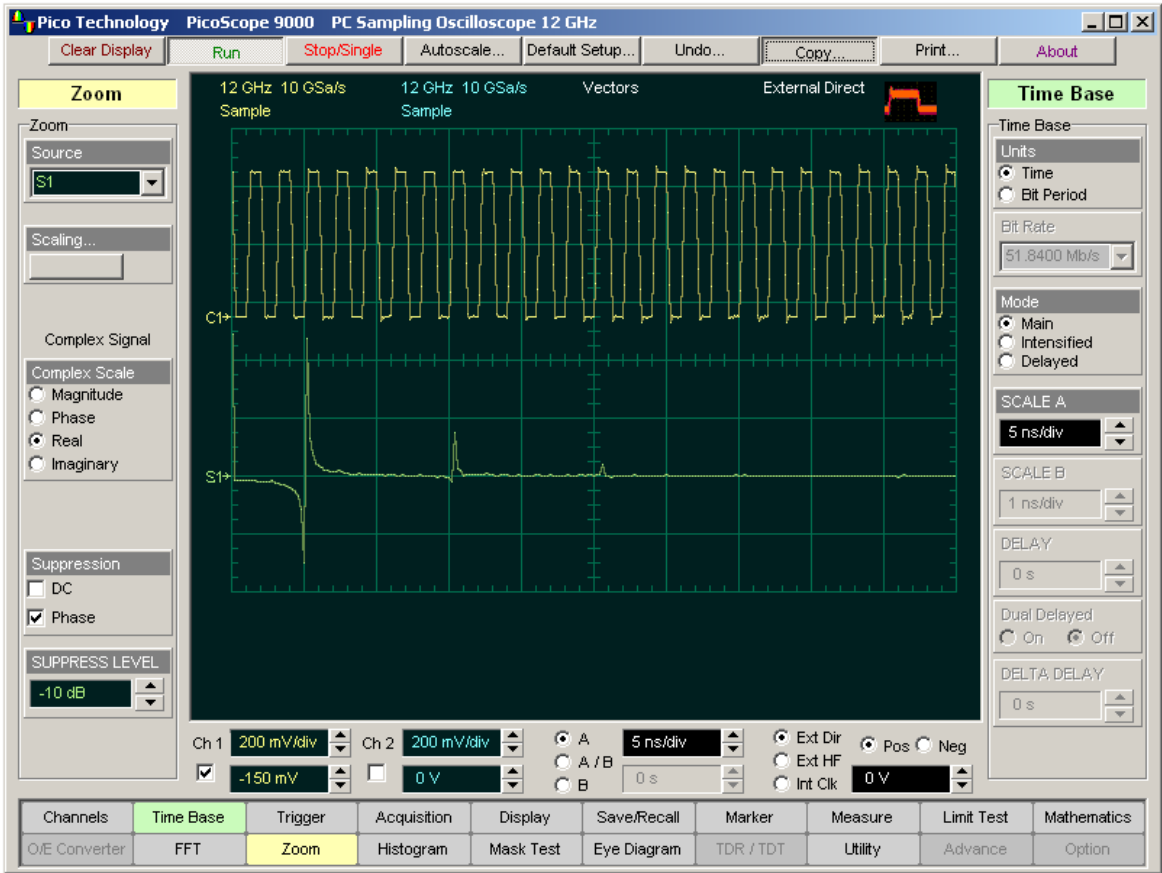 Pico Technology PicoScope 9000 PC Sampling Oscilloscope 12 GHz
Clear Display Run Stop/Single Autoscale... Default Setup... Undo... Copy... Print... About
Zoom
Zoom
Source
S1
Scaling...
Complex Signal
Complex Scale
Magnitude
Phase
Real
Imaginary
Suppression
DC
Phase
SUPPRESS LEVEL
-10 dB
12 GHz 10 GSa/s 12 GHz 10 GSa/s Vectors External Direct
Sample Sample
C1
S1
Time Base
Time Base
Units
Time
Bit Period
Bit Rate
51.8400 Mb/s
Mode
Main
Intensified
Delayed
SCALE A
5 ns/div
SCALE B
1 ns/div
DELAY
0 s
Dual Delayed
On Off
DELTA DELAY
0 s
Ch 1 200 mV/div Ch 2 200 mV/div A 5 ns/div Ext Dir Pos Neg
A / B Ext HF
-150 mV 0 V B 0 s Int Clk 0 V
Channels Time Base Trigger Acquisition Display Save/Recall Marker Measure Limit Test Mathematics
O/E Converter FFT Zoom Histogram Mask Test Eye Diagram TDR / TDT Utility Advance Option